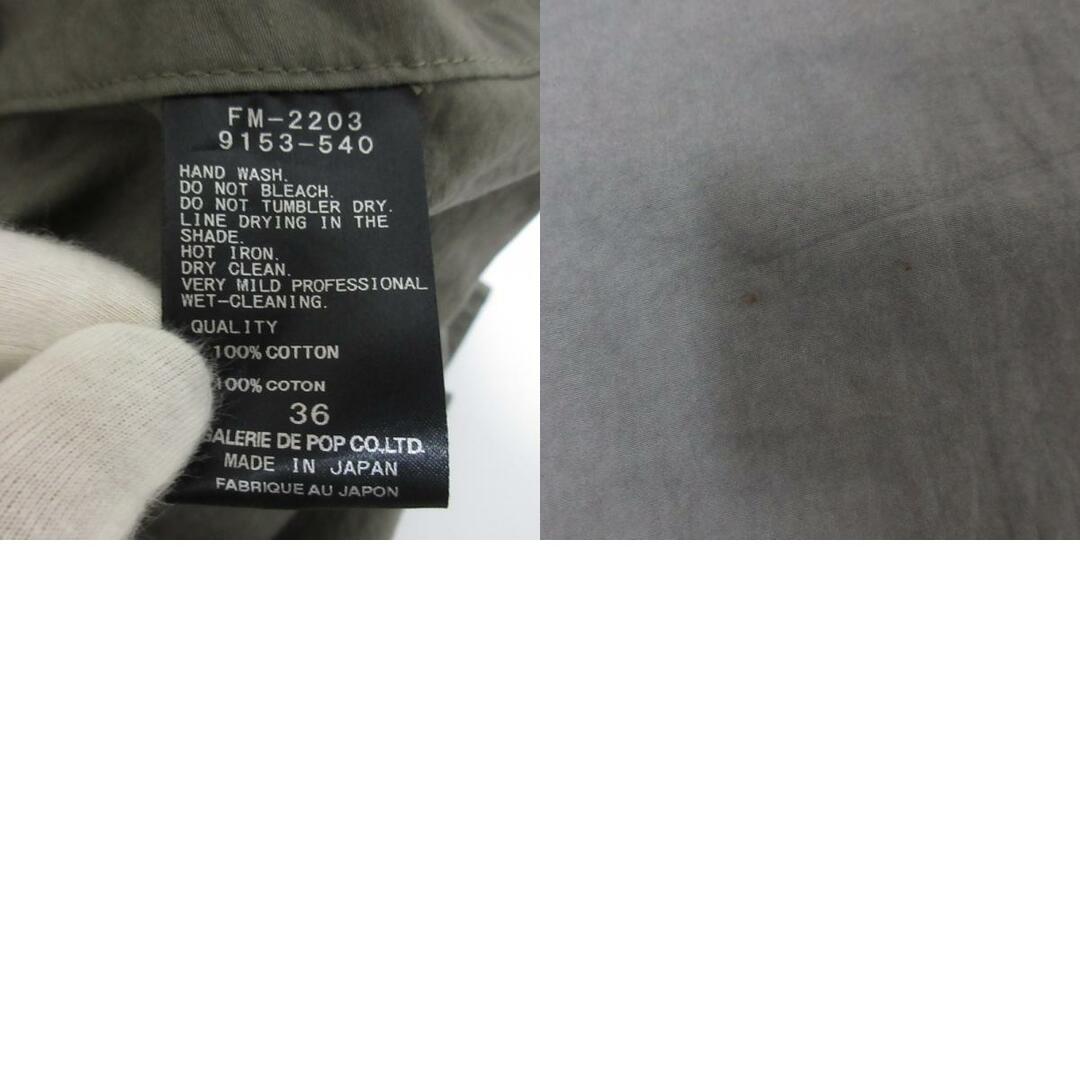 FM-2203
9153-540
HAND WASH.
DO NOT BLEACH.
DO NOT TUMBLER DRY.
LINE DRYING IN THE
SHADE.
HOT IRON.
DRY CLEAN.
VERY MILD PROFESSIONAL
WET-CLEANING.
QUALITY
100% COTTON
100% COTON
36
GALERIE DE POP CO.,LTD.
MADE IN JAPAN
FABRIQUE AU JAPON